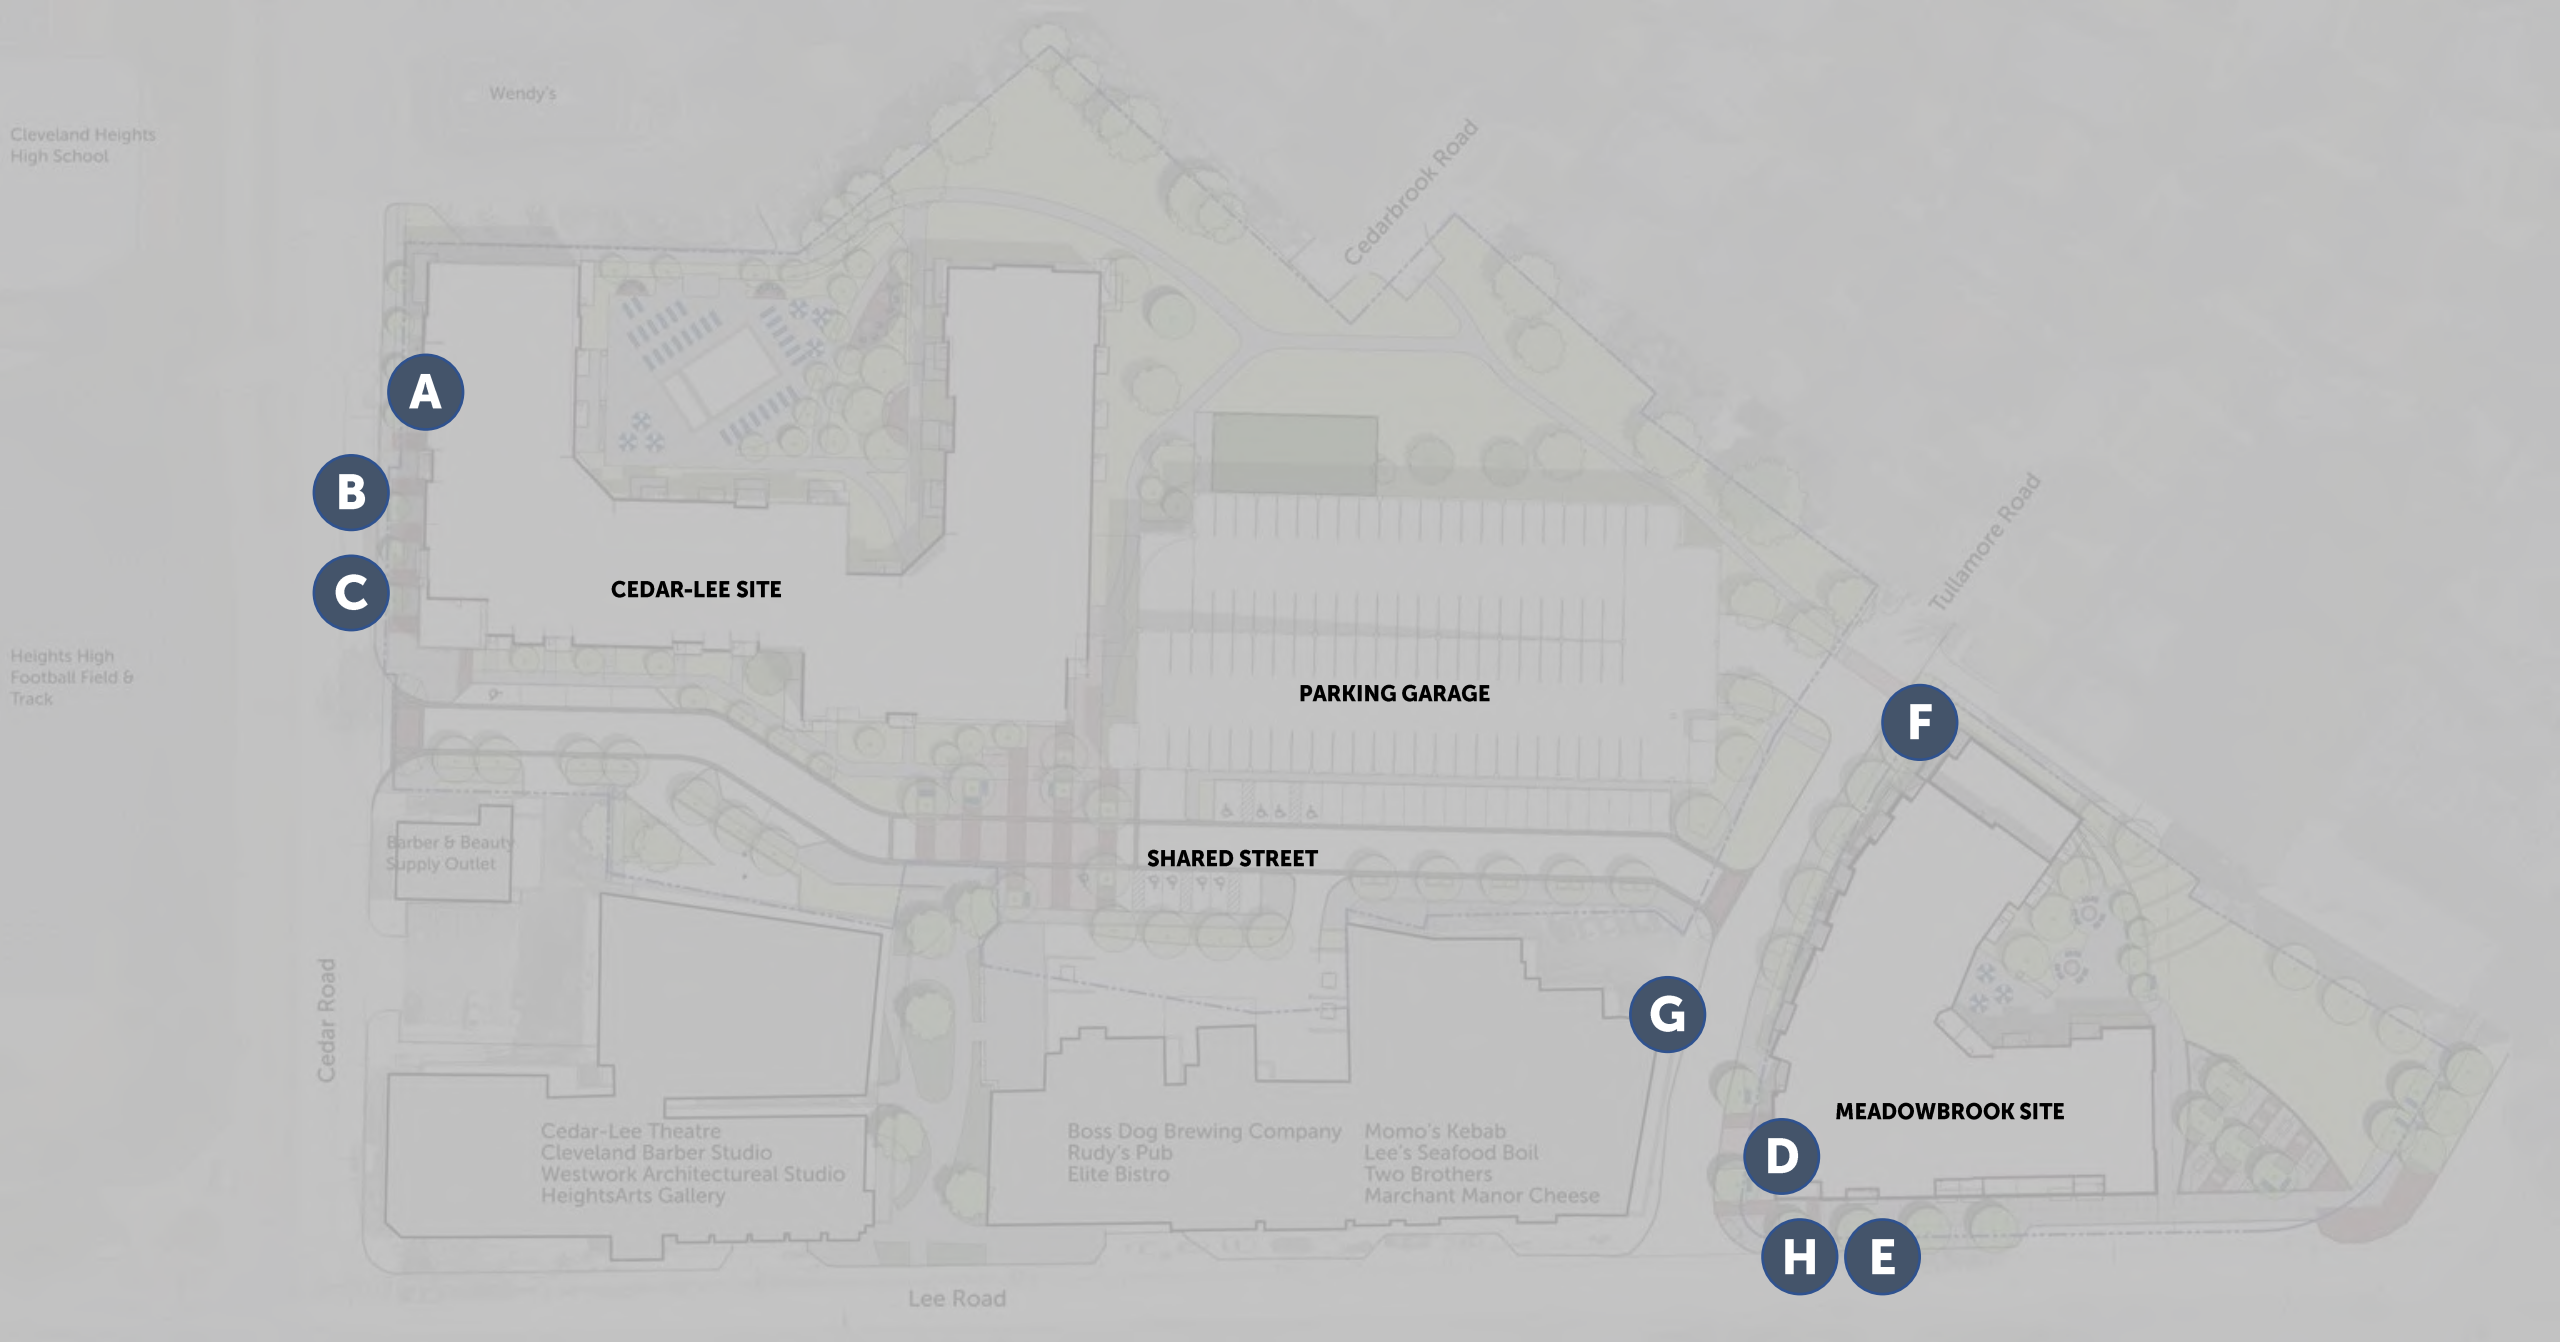 Wendy's
Cleveland Heights
High School
Cedarbrook Road
A
B
C
CEDAR-LEE SITE
Tullamore Road
Heights High
Football Field &
Track
PARKING GARAGE
F
Barber & Beauty
Supply Outlet
SHARED STREET
Cedar Road
G
MEADOWBROOK SITE
D
Cedar-Lee Theatre
Cleveland Barber Studio
Westwork Architectureal Studio
HeightsArts Gallery
Boss Dog Brewing Company
Rudy's Pub
Elite Bistro
Momo's Kebab
Lee's Seafood Boil
Two Brothers
Marchant Manor Cheese
H
E
Lee Road